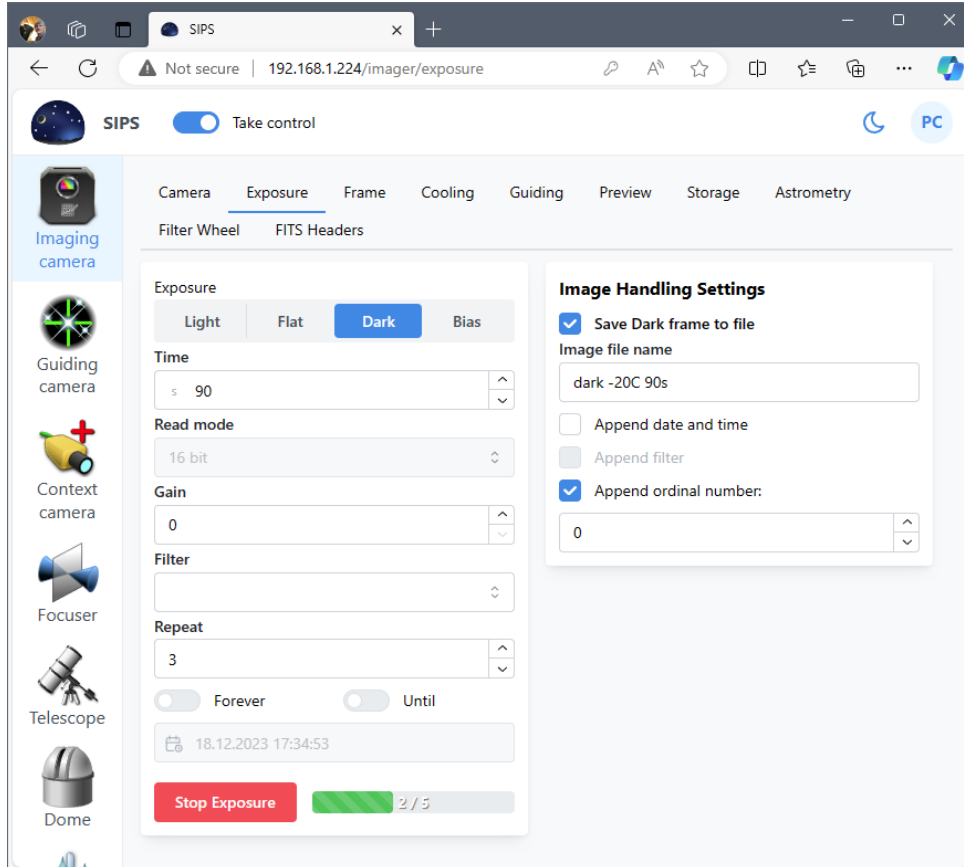 SIPS
Not secure | 192.168.1.224/imager/exposure
SIPS
Take control
PC
Imaging
camera
Guiding
camera
Context
camera
Focuser
Telescope
Dome
Camera Exposure Frame Cooling Guiding Preview Storage Astrometry
Filter Wheel FITS Headers
Exposure
Light Flat Dark Bias
Time
s 90
Read mode
16 bit
Gain
0
Filter
Repeat
3
Forever Until
18.12.2023 17:34:53
Stop Exposure 2 / 5
Image Handling Settings
Save Dark frame to file
Image file name
dark -20C 90s
Append date and time
Append filter
Append ordinal number:
0